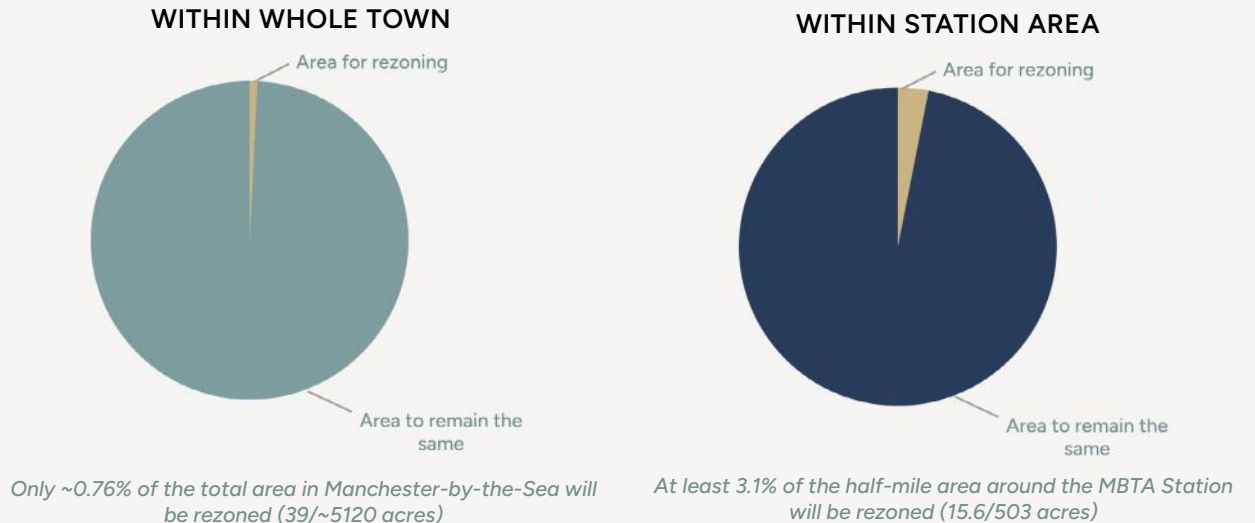 WITHIN WHOLE TOWN
Area for rezoning
Area to remain the
same
Only ~0.76% of the total area in Manchester-by-the-Sea will
be rezoned (39/~5120 acres)
WITHIN STATION AREA
Area for rezoning
Area to remain the
same
At least 3.1% of the half-mile area around the MBTA Station
will be rezoned (15.6/503 acres)